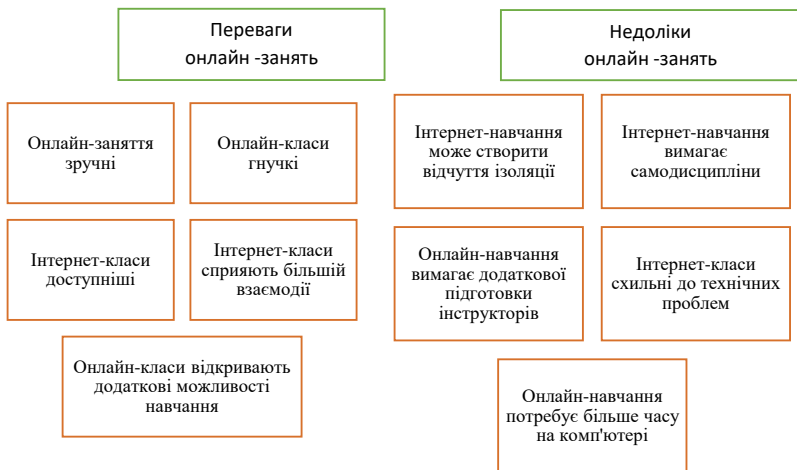 Переваги
онлайн -занять
Онлайн-заняття
зручні
Онлайн-класи
гнучкі
Інтернет-класи
доступніші
Інтернет-класи
сприяють більшій
взаємодії
Онлайн-класи відкривають
додаткові можливості
навчання
Недоліки
онлайн -занять
Інтернет-навчання
може створити
відчуття ізоляції
Інтернет-навчання
вимагає
самодисципліни
Онлайн-навчання
вимагає додаткової
підготовки
інструкторів
Інтернет-класи
схильні до технічних
проблем
Онлайн-навчання
потребує більше часу
на комп'ютері